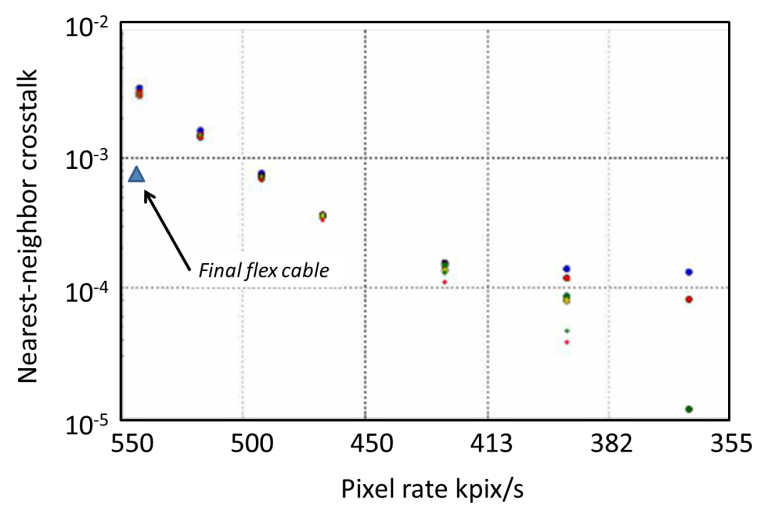 10-2
10-3
10-4
10-5
Nearest-neighbor crosstalk
Final flex cable
550 500 450 413 382 355
Pixel rate kpix/s